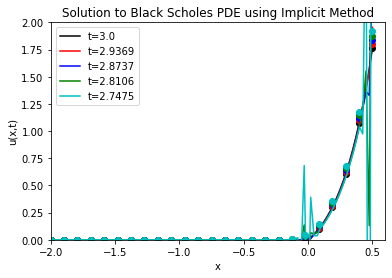 Solution to Black Scholes PDE using Implicit Method
2.00
1.75
1.50
1.25
1.00
0.75
0.50
0.25
0.00
u(x,t)
t=3.0
t=2.9369
t=2.8737
t=2.8106
t=2.7475
−2.0 −1.5 −1.0 −0.5 0.0 0.5
x